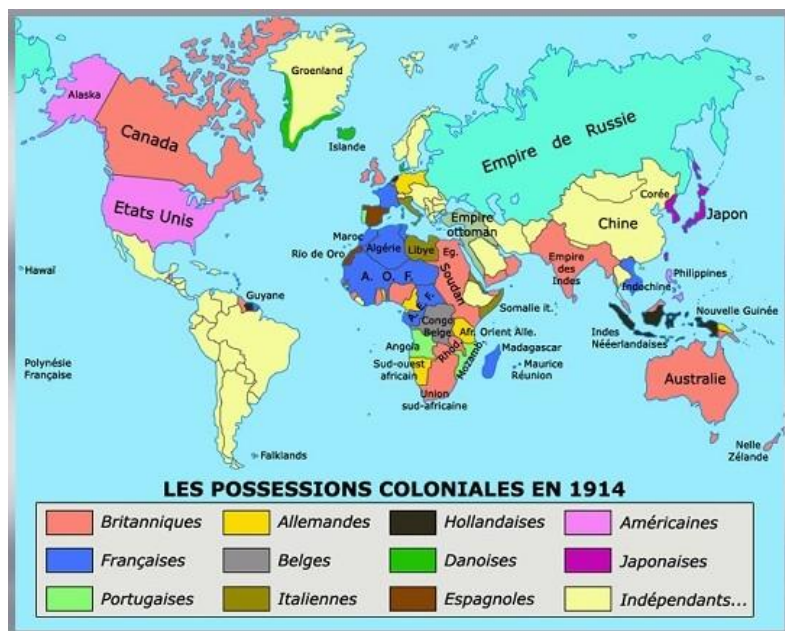 Groenland
Alaska
Canada
Islande
Empire de Russie
Etats Unis
Corée
Japon
Chine
Empire
ottoman
Maroc
Algérie
Libye
Eg.
Rio de Oro
A. O. F.
Soudan
Empire
des
Indes
Hawaï
Philippines
Indochine
Guyane
A. E. F.
Somalie it.
Nouvelle Guinée
Congo
Belge
Afr. Orient Alle.
Indes
Néerlandaises
Polynésie
Française
Angola
Rhod.
Mozamb.
Madagascar
Maurice
Réunion
Sud-ouest
africain
Australie
Union
sud-africaine
Falklands
Nelle
Zélande
LES POSSESSIONS COLONIALES EN 1914
Britanniques
Allemandes
Hollandaises
Américaines
Françaises
Belges
Danoises
Japonaises
Portugaises
Italiennes
Espagnoles
Indépendants...